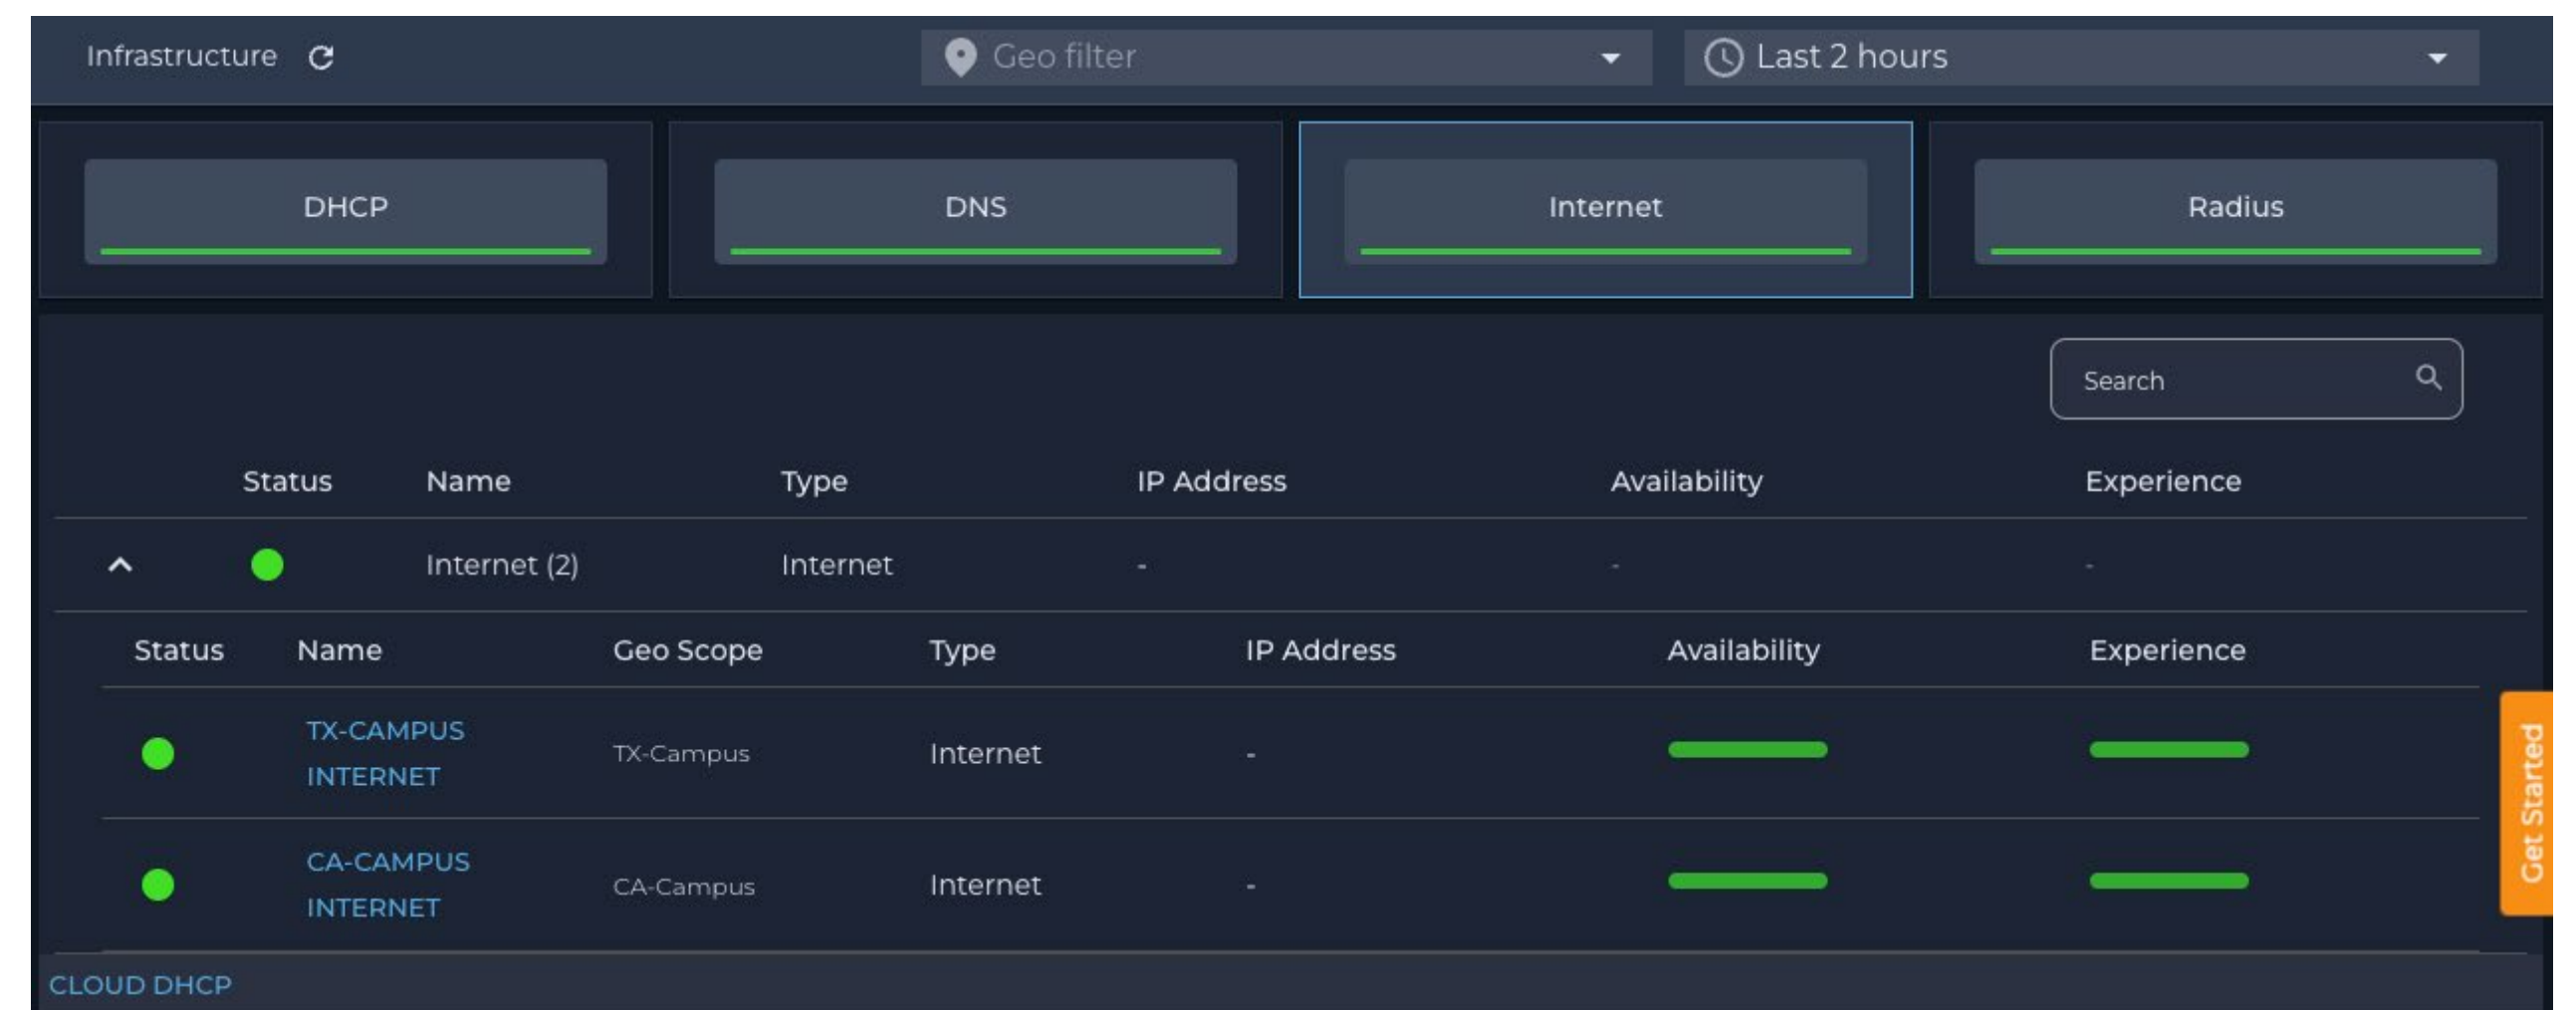 Infrastructure
Geo filter
Last 2 hours
DHCP
DNS
Internet
Radius
Search
Status Name Type IP Address Availability Experience
Internet (2) Internet - - -
Status Name Geo Scope Type IP Address Availability Experience
TX-CAMPUS
INTERNET
TX-Campus
Internet
-
CA-CAMPUS
INTERNET
CA-Campus
Internet
-
Get Started
CLOUD DHCP